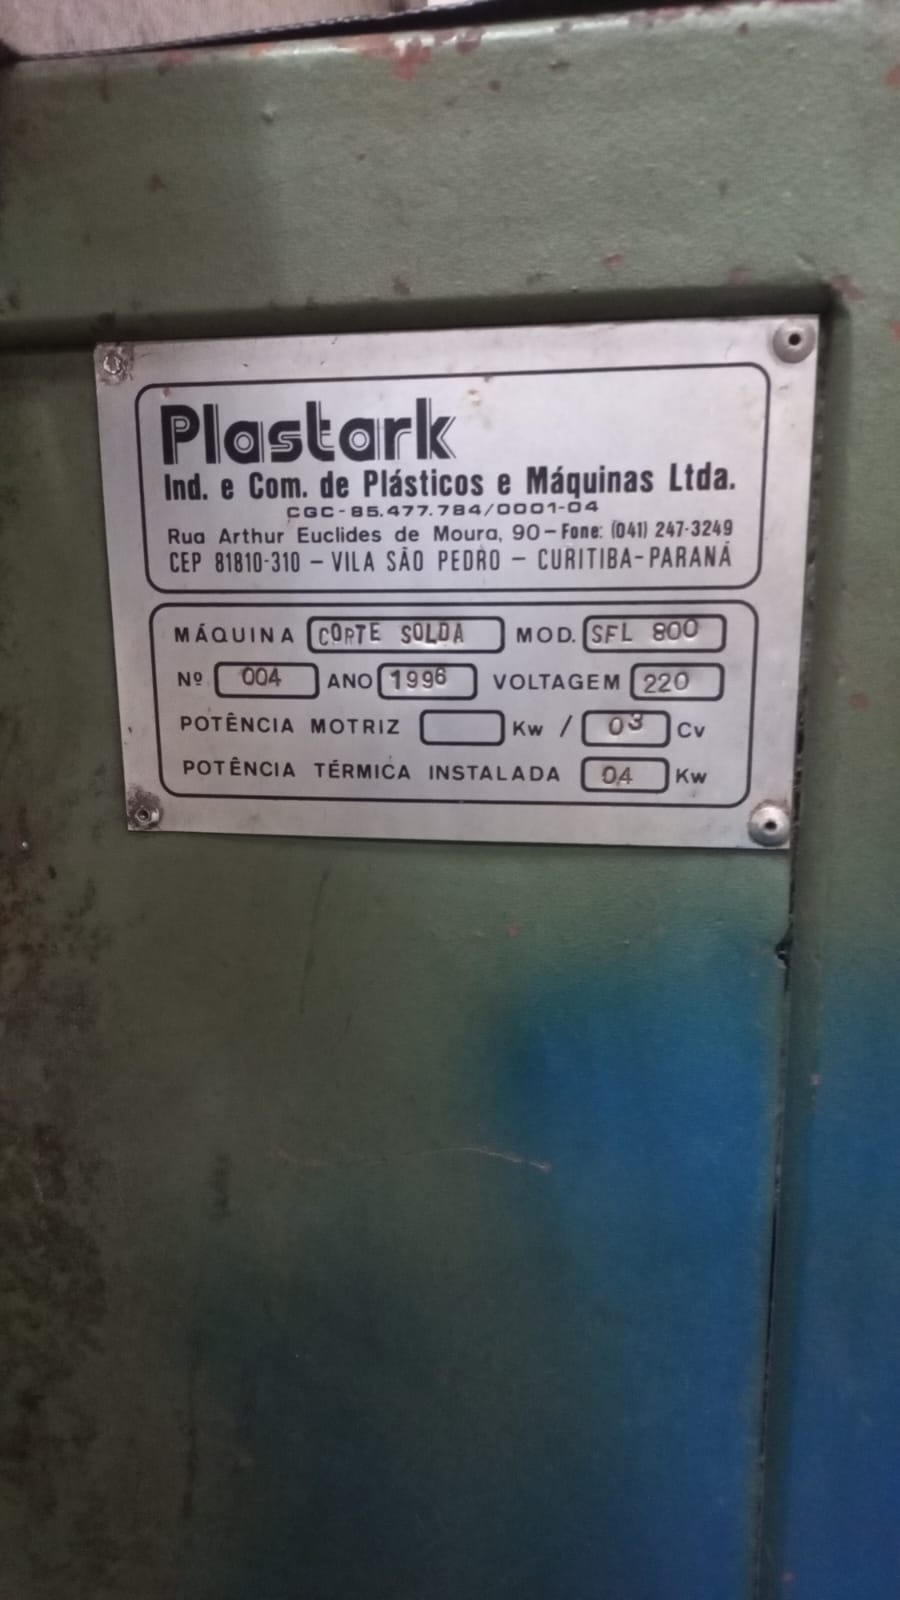 Plastark
Ind. e Com. de Plásticos e Máquinas Ltda.
CGC-85.477.784/0001-04
Rua Arthur Euclides de Moura, 90-Fone: (041) 247-3249
CEP 81810-310 - VILA SÃO PEDRO - CURITIBA-PARANÁ
MÁQUINA CORTE SOLDA MOD. SFL 800
Nº 004 ANO 1996 VOLTAGEM 220
POTÊNCIA MOTRIZ Kw / 03 Cv
POTÊNCIA TÉRMICA INSTALADA 04 Kw